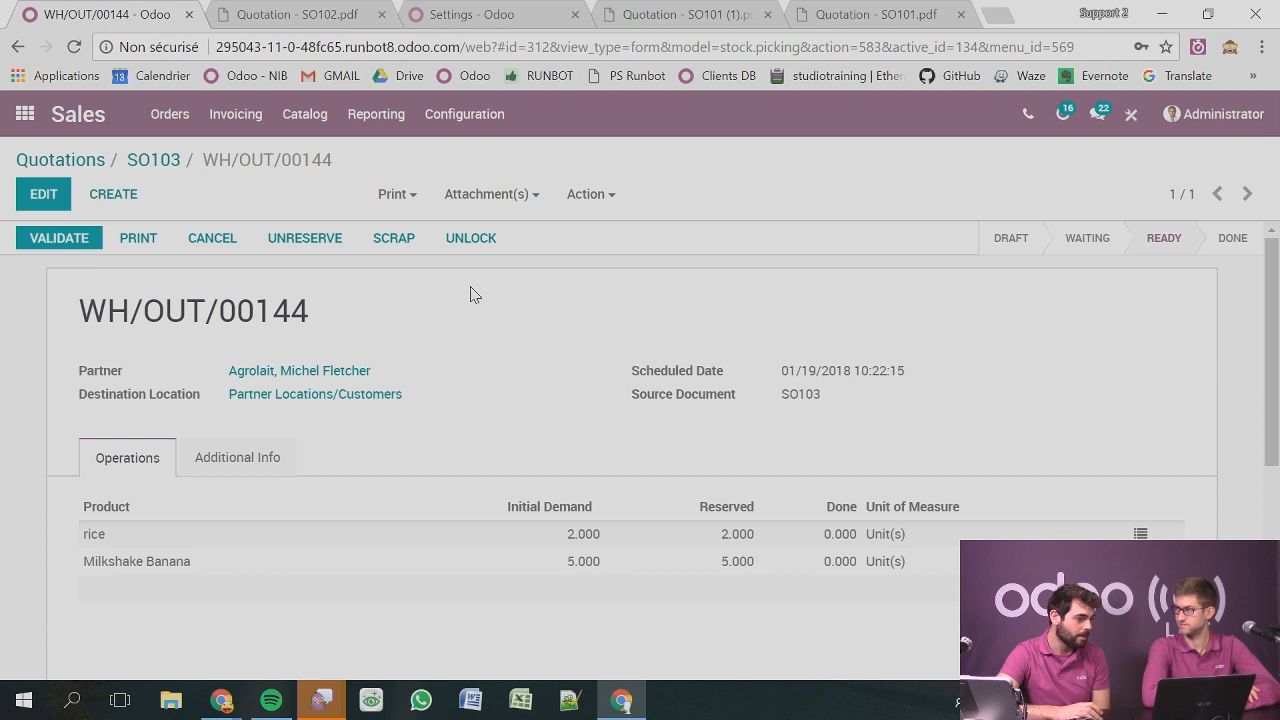 WH/OUT/00144 - Odoo
Quotation - SO102.pdf
Settings - Odoo
Quotation - SO101 (1).p
Quotation - SO101.pdf
Support 2
Non sécurisé
295043-11-0-48fc65.runbot8.odoo.com/web?#id=312&view_type=form&model=stock.picking&action=583&active_id=134&menu_id=569
Applications
Calendrier
Odoo - NIB
GMAIL
Drive
Odoo
RUNBOT
PS Runbot
Clients DB
studiotraining | Ether
GitHub
Waze
Evernote
Translate
»
Sales
Orders
Invoicing
Catalog
Reporting
Configuration
16
22
Administrator
Quotations / SO103 / WH/OUT/00144
EDIT
CREATE
Print
Attachment(s)
Action
1 / 1
VALIDATE
PRINT
CANCEL
UNRESERVE
SCRAP
UNLOCK
DRAFT
WAITING
READY
DONE
WH/OUT/00144
Partner
Agrolait, Michel Fletcher
Scheduled Date
01/19/2018 10:22:15
Destination Location
Partner Locations/Customers
Source Document
SO103
Operations
Additional Info
Product
Initial Demand
Reserved
Done
Unit of Measure
rice
2.000
2.000
0.000
Unit(s)
Milkshake Banana
5.000
5.000
0.000
Unit(s)
odoo